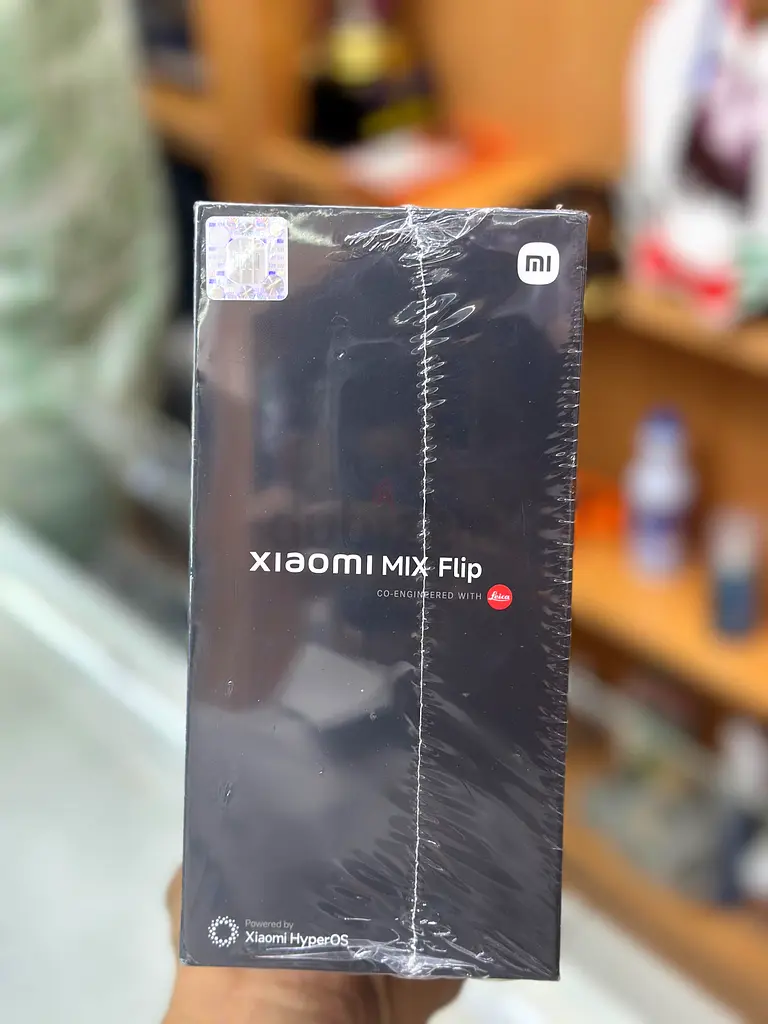 mi
xiaomi MIX Flip
CO-ENGINEERED WITH Leica
Powered by
Xiaomi HyperOS